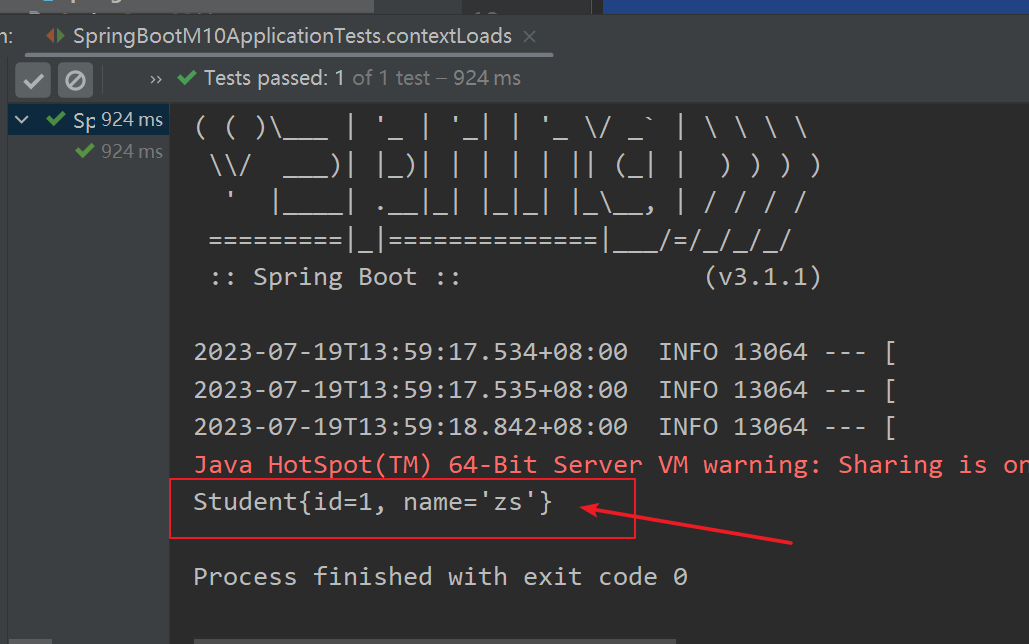 SpringBootM10ApplicationTests.contextLoads
Tests passed: 1 of 1 test – 924 ms
Sp 924 ms
924 ms
( ( )\___ | '_ | '_| | '_ \/ _` | \ \ \ \
 \\/  ___)| |_)| | | | | || (_| |  ) ) ) )
  '  |____| .__|_| |_|_| |_\__, | / / / /
 =========|_|==============|___/=/_/_/_/
:: Spring Boot ::                (v3.1.1)
2023-07-19T13:59:17.534+08:00  INFO 13064 --- [
2023-07-19T13:59:17.535+08:00  INFO 13064 --- [
2023-07-19T13:59:18.842+08:00  INFO 13064 --- [
Java HotSpot(TM) 64-Bit Server VM warning: Sharing is on
Student{id=1, name='zs'}
Process finished with exit code 0